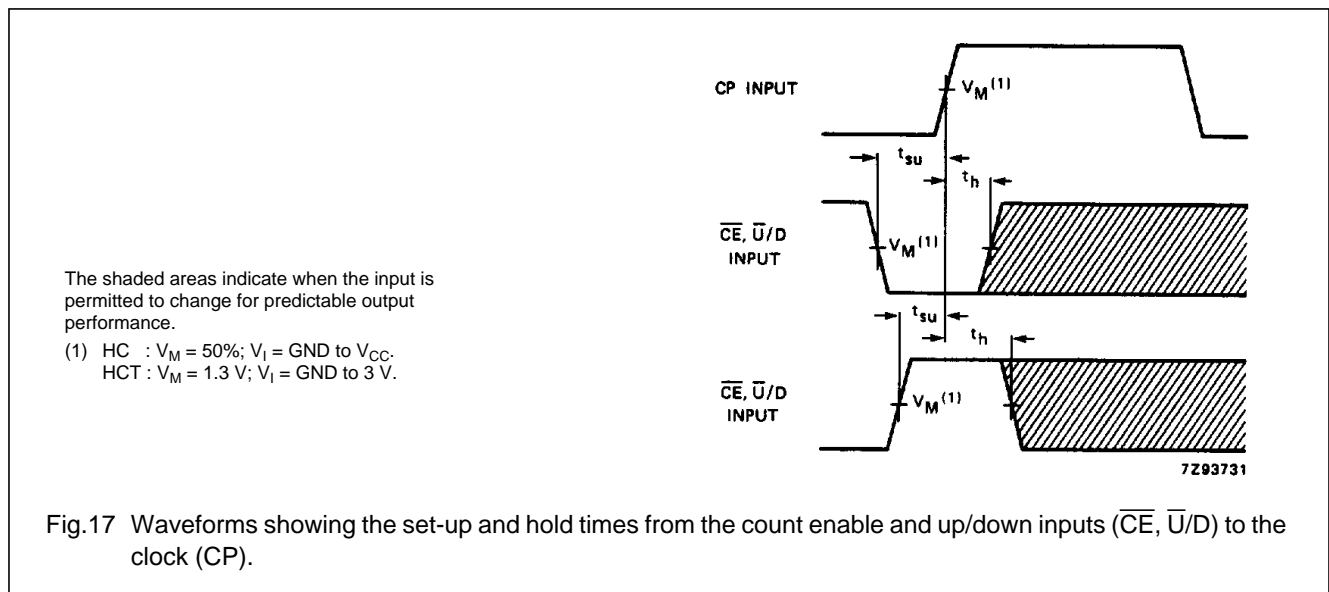 CP INPUT
V_M (1)
t_su
t_h
C̅E̅, U̅/D
INPUT
V_M (1)
t_su
t_h
C̅E̅, U̅/D
INPUT
V_M (1)
7Z93731
The shaded areas indicate when the input is
permitted to change for predictable output
performance.
(1) HC : V_M = 50%; V_I = GND to V_CC.
HCT : V_M = 1.3 V; V_I = GND to 3 V.
Fig.17 Waveforms showing the set-up and hold times from the count enable and up/down inputs (C̅E̅, U̅/D) to the
clock (CP).